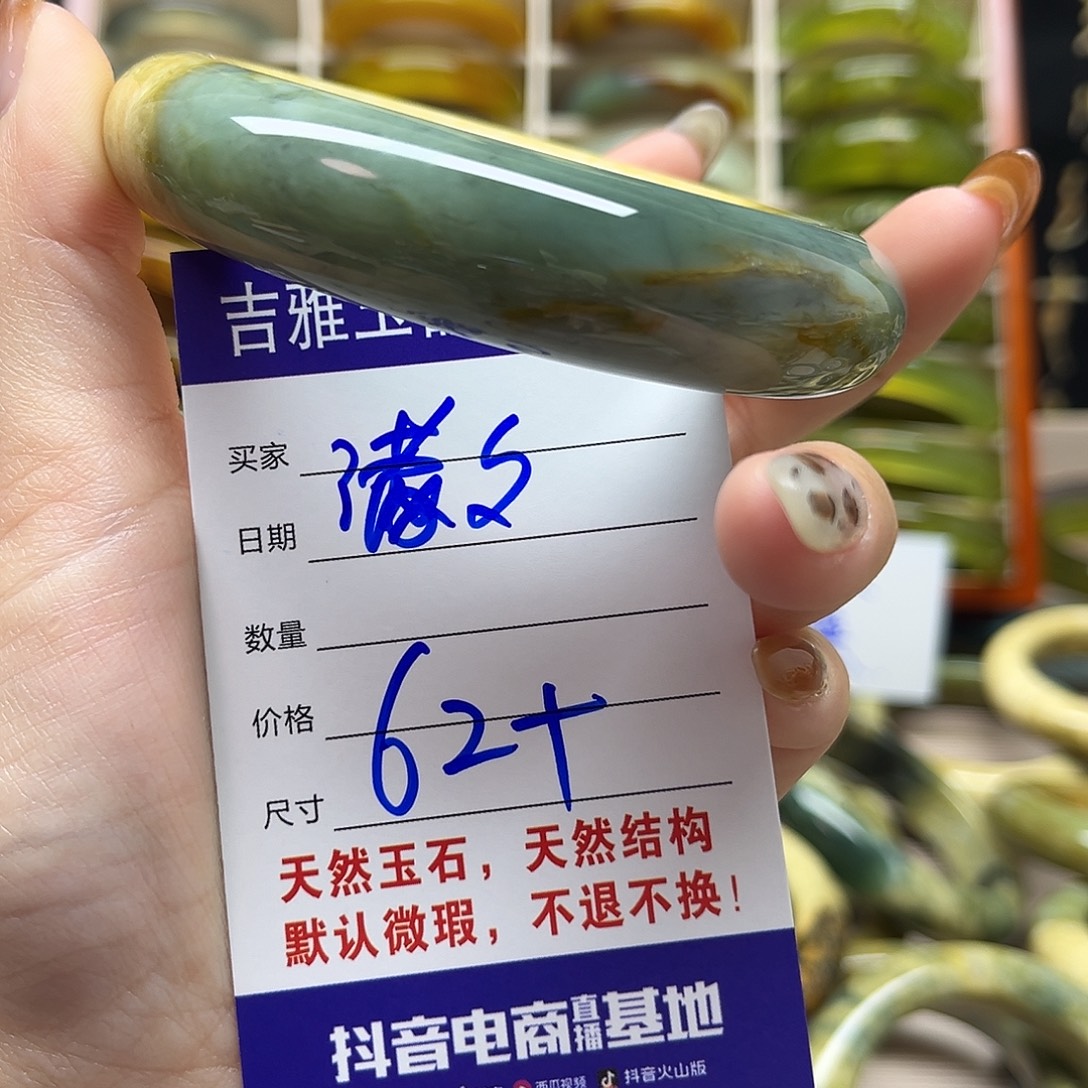 吉雅玉
买家
文
日期
数量
价格
62+
尺寸
天然玉石，天然结构
默认微瑕，不退不换！
抖音电商直播基地
西瓜视频 抖音火山版